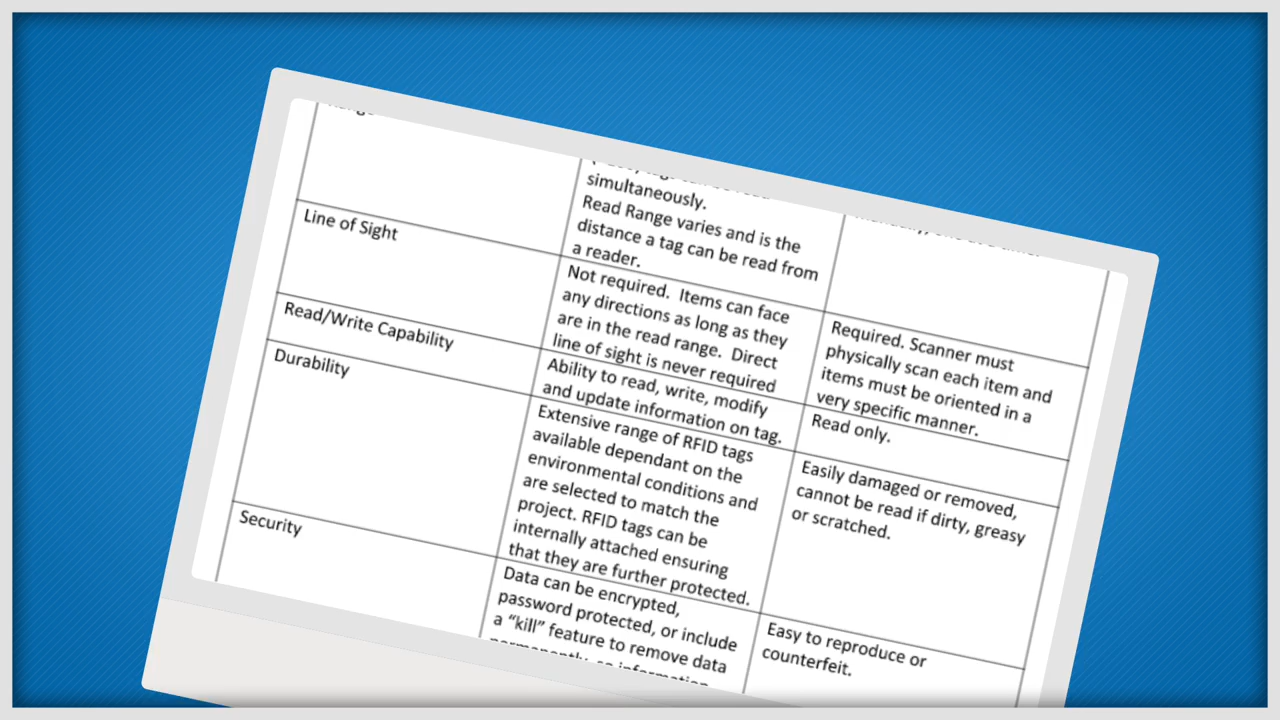 simultaneously.
Read Range varies and is the
distance a tag can be read from
a reader.
Line of Sight
Not required. Items can face
any directions as long as they
are in the read range. Direct
line of sight is never required
Required. Scanner must
physically scan each item and
items must be oriented in a
very specific manner.
Read/Write Capability
Ability to read, write, modify
and update information on tag.
Read only.
Durability
Extensive range of RFID tags
available dependant on the
environmental conditions and
are selected to match the
project. RFID tags can be
internally attached ensuring
that they are further protected.
Easily damaged or removed,
cannot be read if dirty, greasy
or scratched.
Security
Data can be encrypted,
password protected, or include
a “kill” feature to remove data
Easy to reproduce or
counterfeit.